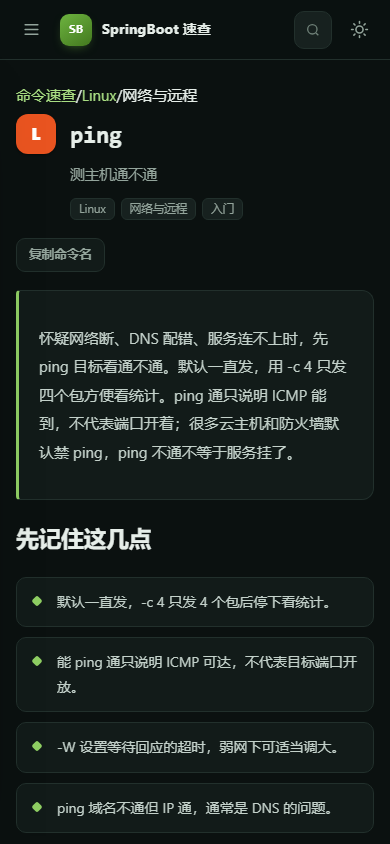 SB SpringBoot 速查
命令速查/Linux/网络与远程
L ping
测主机通不通
Linux 网络与远程 入门
复制命令名
怀疑网络断、DNS 配错、服务连不上时，先
ping 目标看通不通。默认一直发，用 -c 4 只发
四个包方便看统计。ping 通只说明 ICMP 能
到，不代表端口开着；很多云主机和防火墙默
认禁 ping，ping 不通不等于服务挂了。
先记住这几点
默认一直发，-c 4 只发 4 个包后停下看统计。
能 ping 通只说明 ICMP 可达，不代表目标端口开
放。
-W 设置等待回应的超时，弱网下可适当调大。
ping 域名不通但 IP 通，通常是 DNS 的问题。